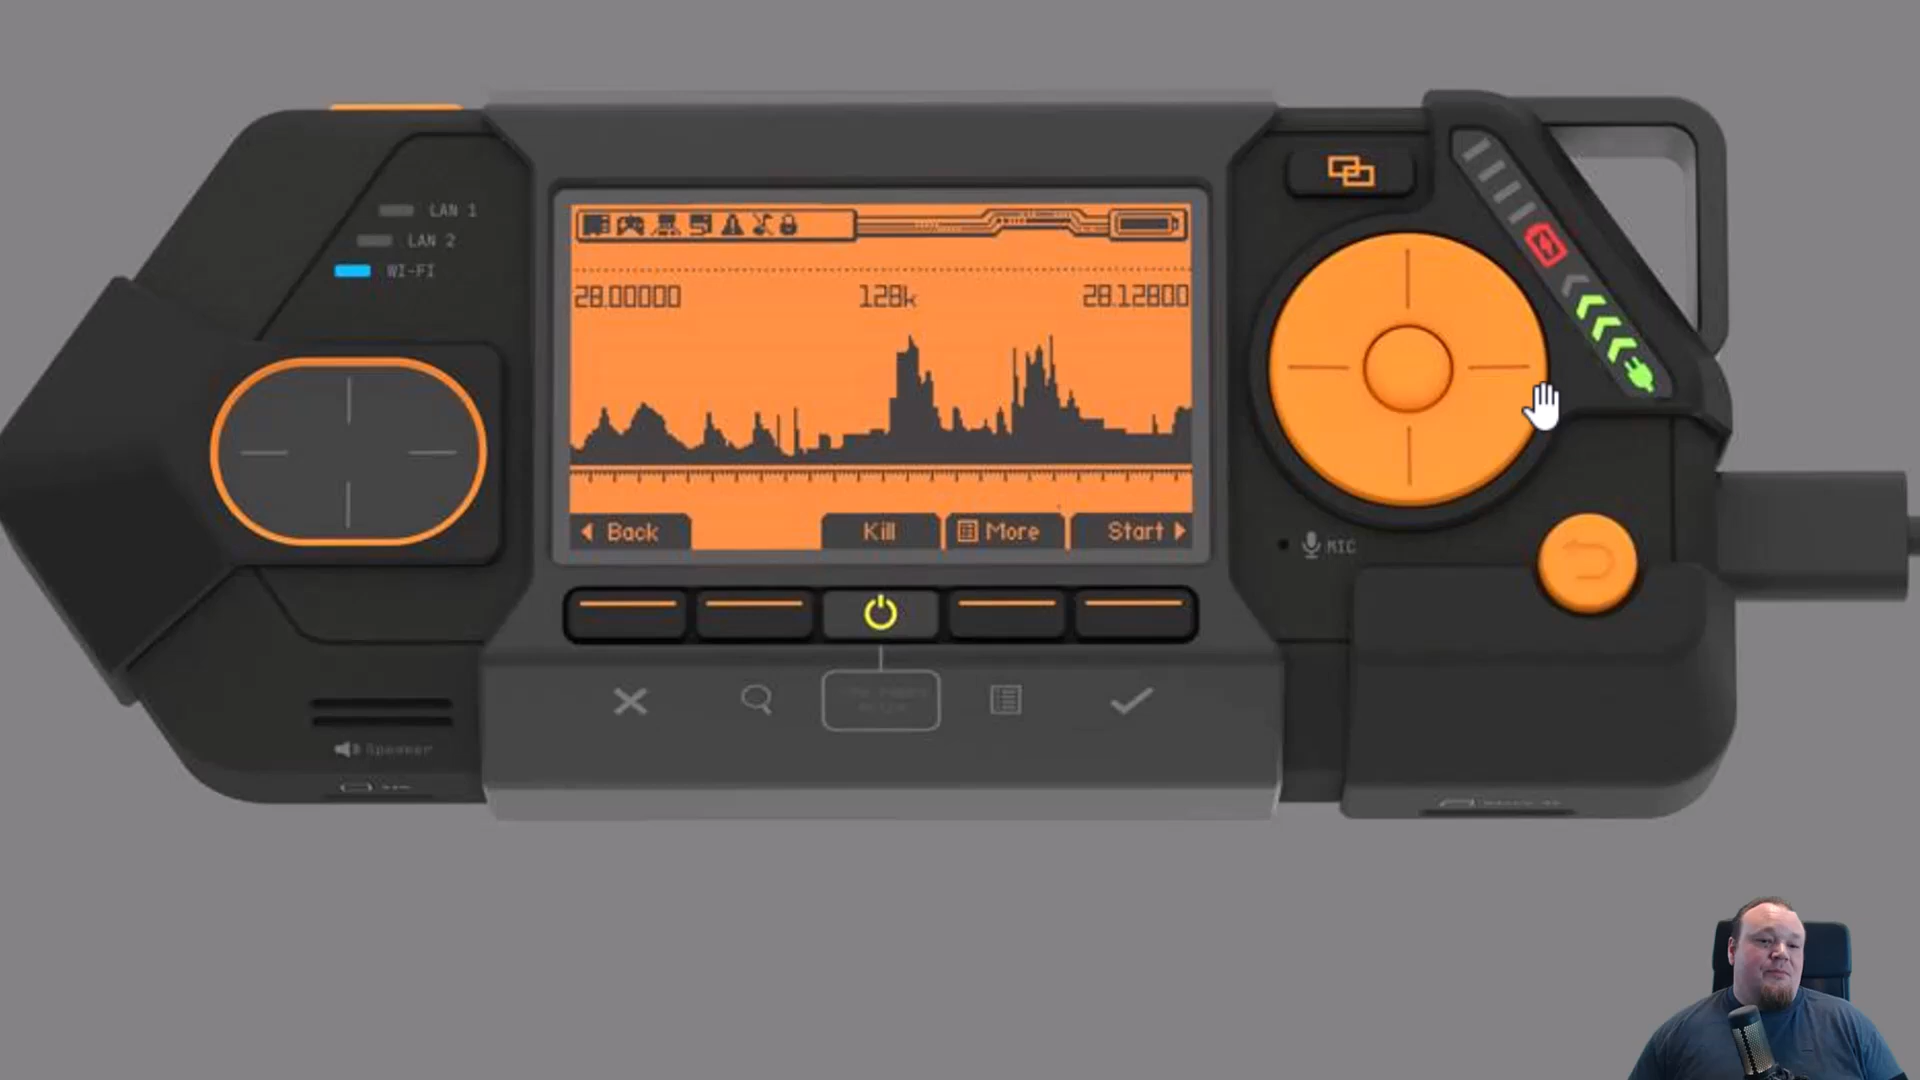 LAN 1
LAN 2
WI-FI
28.00000 128k 28.12800
Back Kill More Start
MIC
Speaker